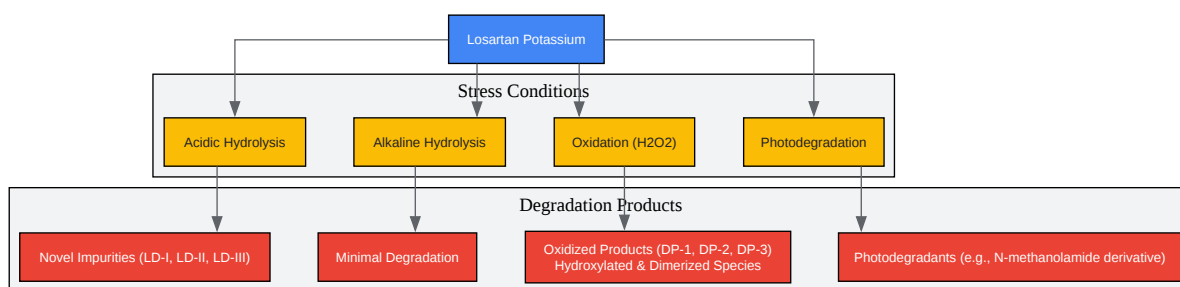 Losartan Potassium
Stress Conditions
Acidic Hydrolysis
Alkaline Hydrolysis
Oxidation (H2O2)
Photodegradation
Degradation Products
Novel Impurities (LD-I, LD-II, LD-III)
Minimal Degradation
Oxidized Products (DP-1, DP-2, DP-3)
Hydroxylated & Dimerized Species
Photodegradants (e.g., N-methanolamide derivative)